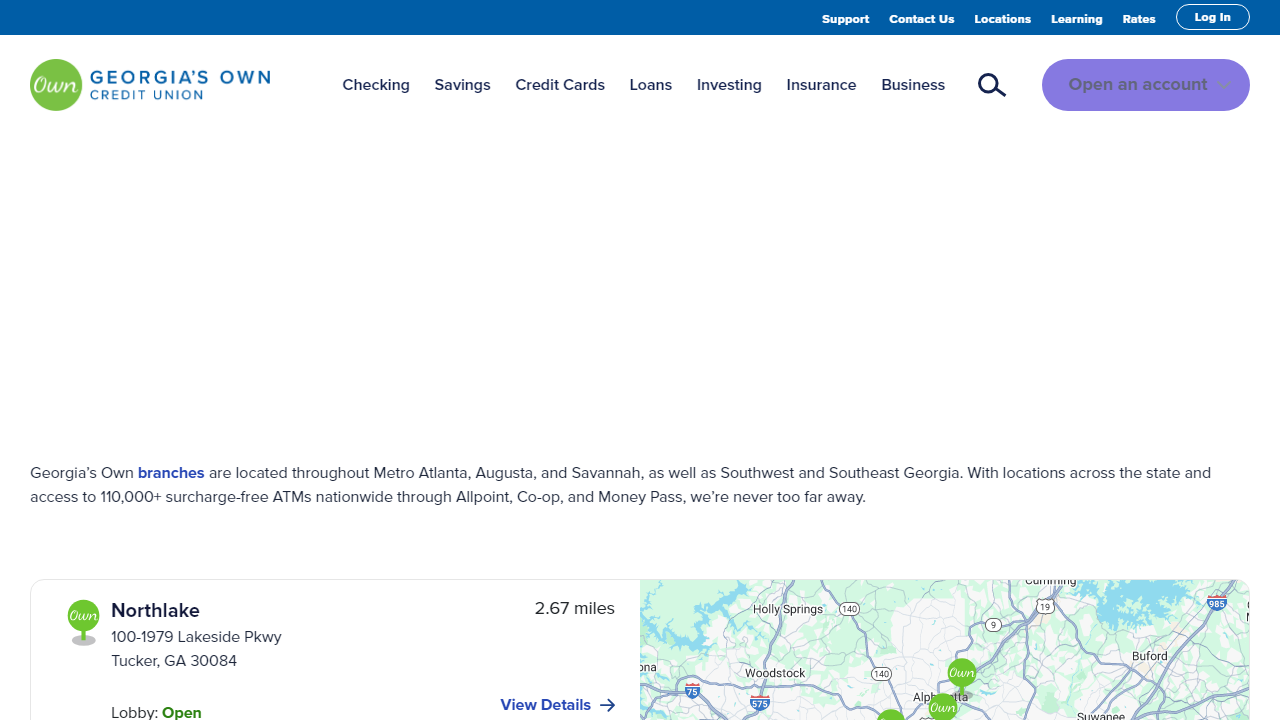 Support Contact Us Locations Learning Rates Log In
Own GEORGIA'S OWN
CREDIT UNION
Checking Savings Credit Cards Loans Investing Insurance Business Open an account
Georgia’s Own branches are located throughout Metro Atlanta, Augusta, and Savannah, as well as Southwest and Southeast Georgia. With locations across the state and
access to 110,000+ surcharge-free ATMs nationwide through Allpoint, Co-op, and Money Pass, we’re never too far away.
Own Northlake 2.67 miles
100-1979 Lakeside Pkwy
Tucker, GA 30084
View Details
Lobby: Open
Cumming
Holly Springs 140 19 985
9
Buford
Woodstock 140 Own
75 575
Own
Suwanee